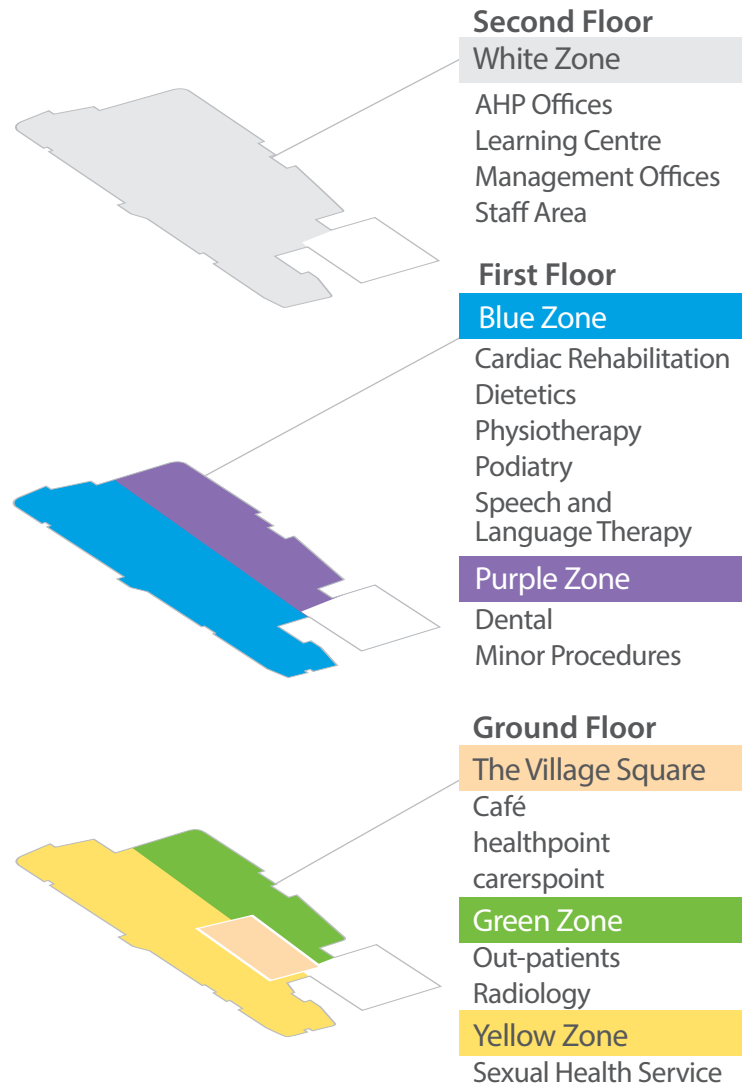 Second Floor
White Zone
AHP Offices
Learning Centre
Management Offices
Staff Area
First Floor
Blue Zone
Cardiac Rehabilitation
Dietetics
Physiotherapy
Podiatry
Speech and
Language Therapy
Purple Zone
Dental
Minor Procedures
Ground Floor
The Village Square
Café
healthpoint
carerspoint
Green Zone
Out-patients
Radiology
Yellow Zone
Sexual Health Service